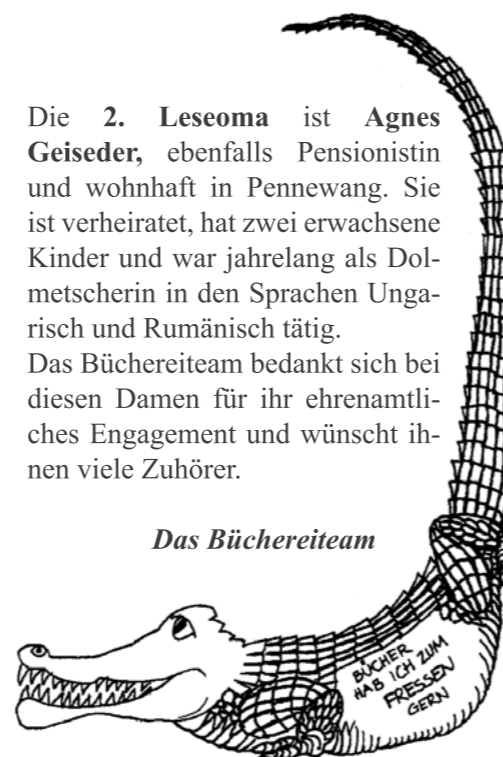 Die 2. Leseoma ist Agnes
Geiseder, ebenfalls Pensionistin
und wohnhaft in Pennewang. Sie
ist verheiratet, hat zwei erwachsene
Kinder und war jahrelang als Dol-
metscherin in den Sprachen Unga-
risch und Rumänisch tätig.
Das Büchereiteam bedankt sich bei
diesen Damen für ihr ehrenamtli-
ches Engagement und wünscht ih-
nen viele Zuhörer.
Das Büchereiteam
BÜCHER
HAB ICH ZUM
FRESSEN
GERN